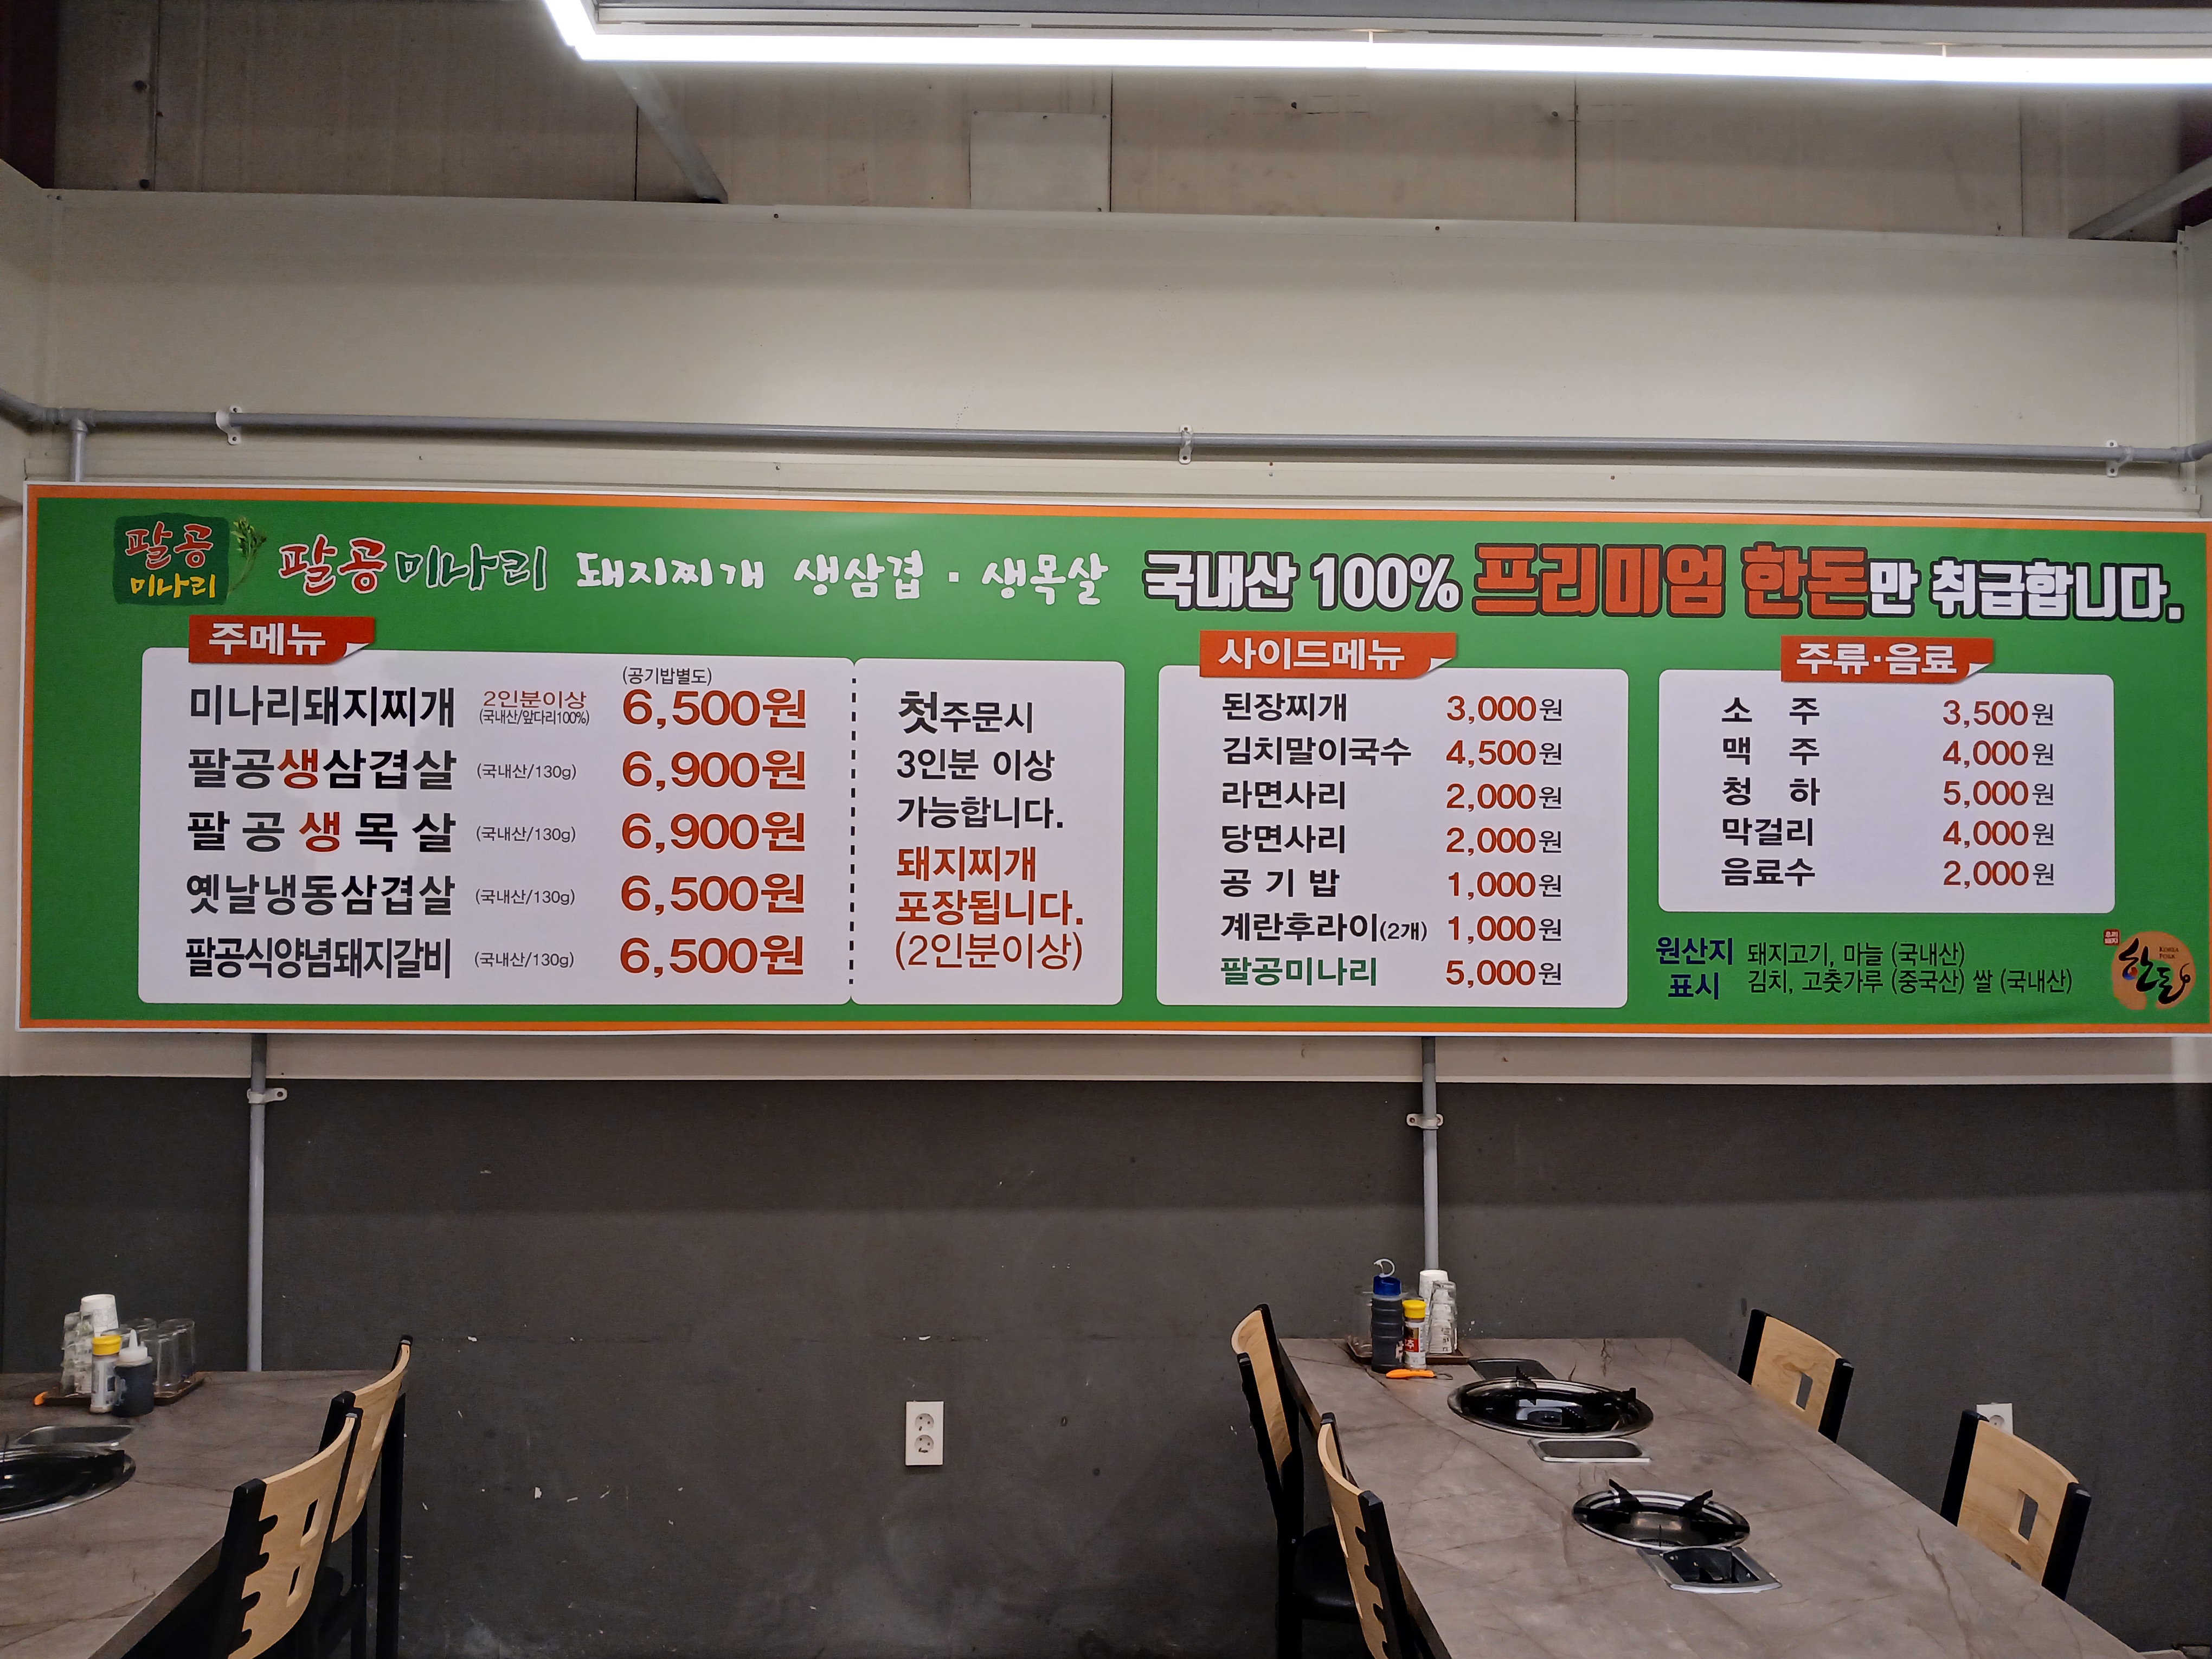 팔공
미나리
팔공미나리 돼지찌개 생삼겹·생목살 국내산 100% 프리미엄 한돈만 취급합니다.
주메뉴
(공기밥별도)
미나리돼지찌개 2인분이상 6,500원
(국내산/앞다리100%)
팔공생삼겹살 (국내산/130g) 6,900원
팔공생목살 (국내산/130g) 6,900원
옛날냉동삼겹살 (국내산/130g) 6,500원
팔공식양념돼지갈비 (국내산/130g) 6,500원
첫주문시
3인분 이상
가능합니다.
돼지찌개
포장됩니다.
(2인분이상)
사이드메뉴
된장찌개 3,000원
김치말이국수 4,500원
라면사리 2,000원
당면사리 2,000원
공기밥 1,000원
계란후라이(2개) 1,000원
팔공미나리 5,000원
주류·음료
소주 3,500원
맥주 4,000원
청하 5,000원
막걸리 4,000원
음료수 2,000원
원산지 돼지고기, 마늘 (국내산)
표시 김치, 고춧가루 (중국산) 쌀 (국내산)
한돈
KOREA
PORK